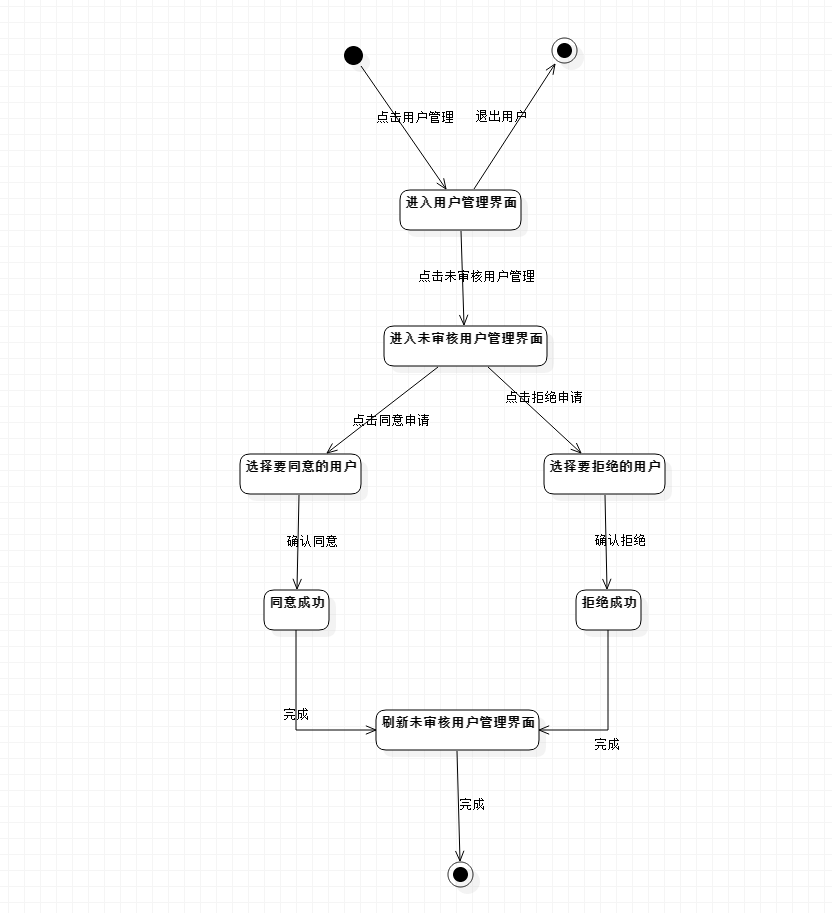 点击用户管理
退出用户
进入用户管理界面
点击未审核用户管理
进入未审核用户管理界面
点击拒绝申请
点击同意申请
选择要同意的用户
选择要拒绝的用户
确认同意
确认拒绝
同意成功
拒绝成功
完成
刷新未审核用户管理界面
完成
完成